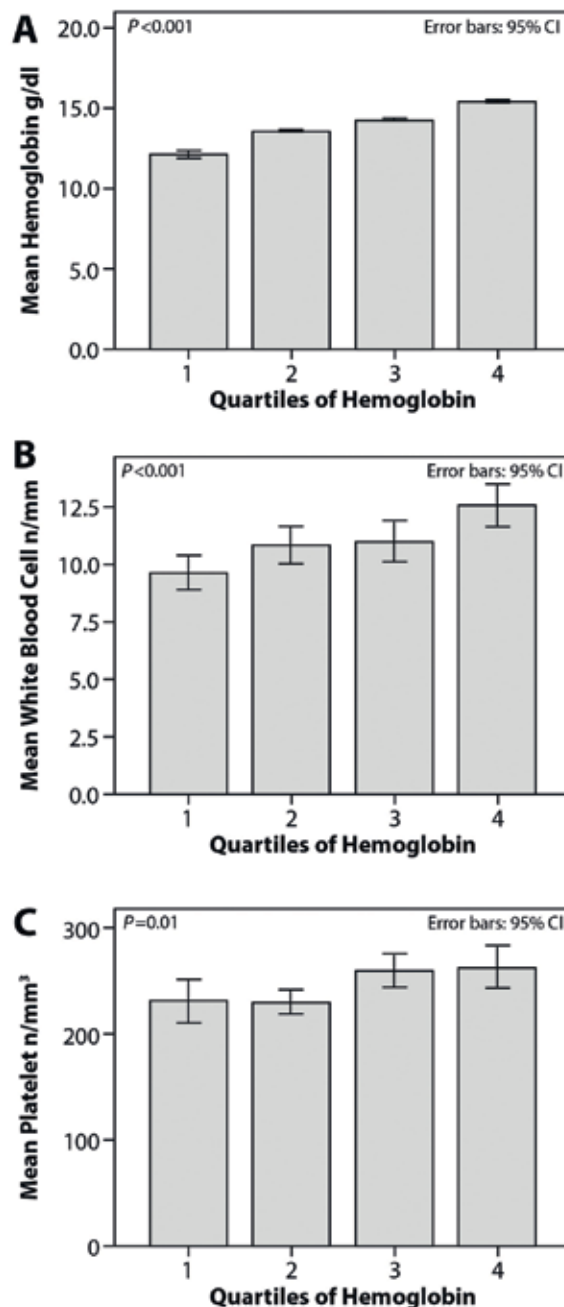 A
P<0.001 Error bars: 95% CI
Mean Hemoglobin g/dl
20.0
15.0
10.0
5.0
0.0
1 2 3 4
Quartiles of Hemoglobin
B
P<0.001 Error bars: 95% CI
Mean White Blood Cell n/mm
12.5
10.0
7.5
5.0
2.5
0.0
1 2 3 4
Quartiles of Hemoglobin
C
P=0.01 Error bars: 95% CI
Mean Platelet n/mm³
300
200
100
0
1 2 3 4
Quartiles of Hemoglobin